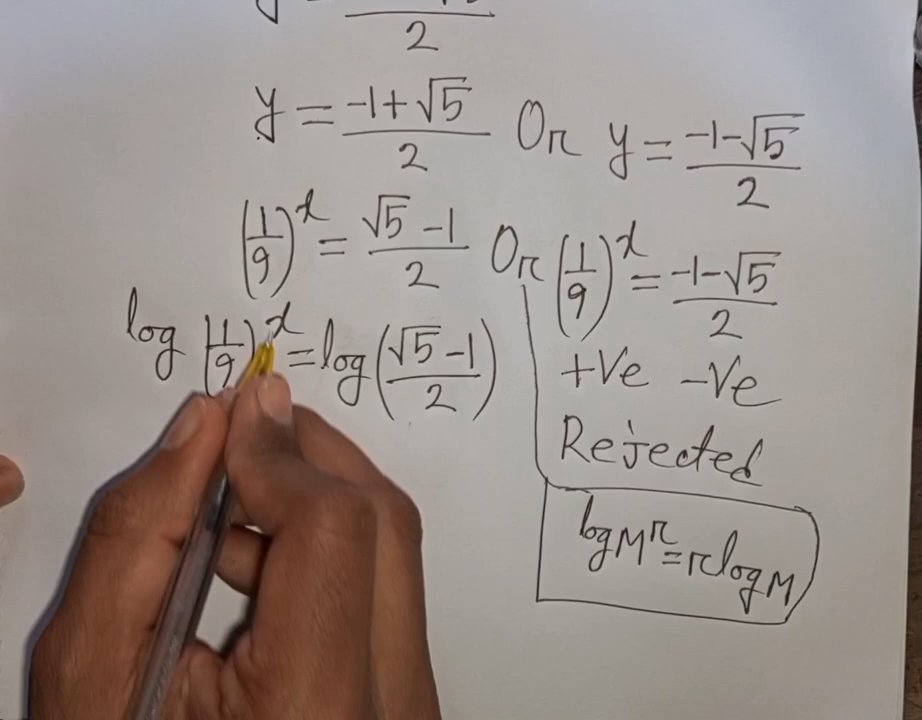 2
y = (-1+√5)/2 Or y = (-1-√5)/2
(1/9)^x = (√5-1)/2 Or (1/9)^x = (-1-√5)/2
log (1/9)^x = log((√5-1)/2)
+Ve -Ve
Rejected
log M^r = r log M